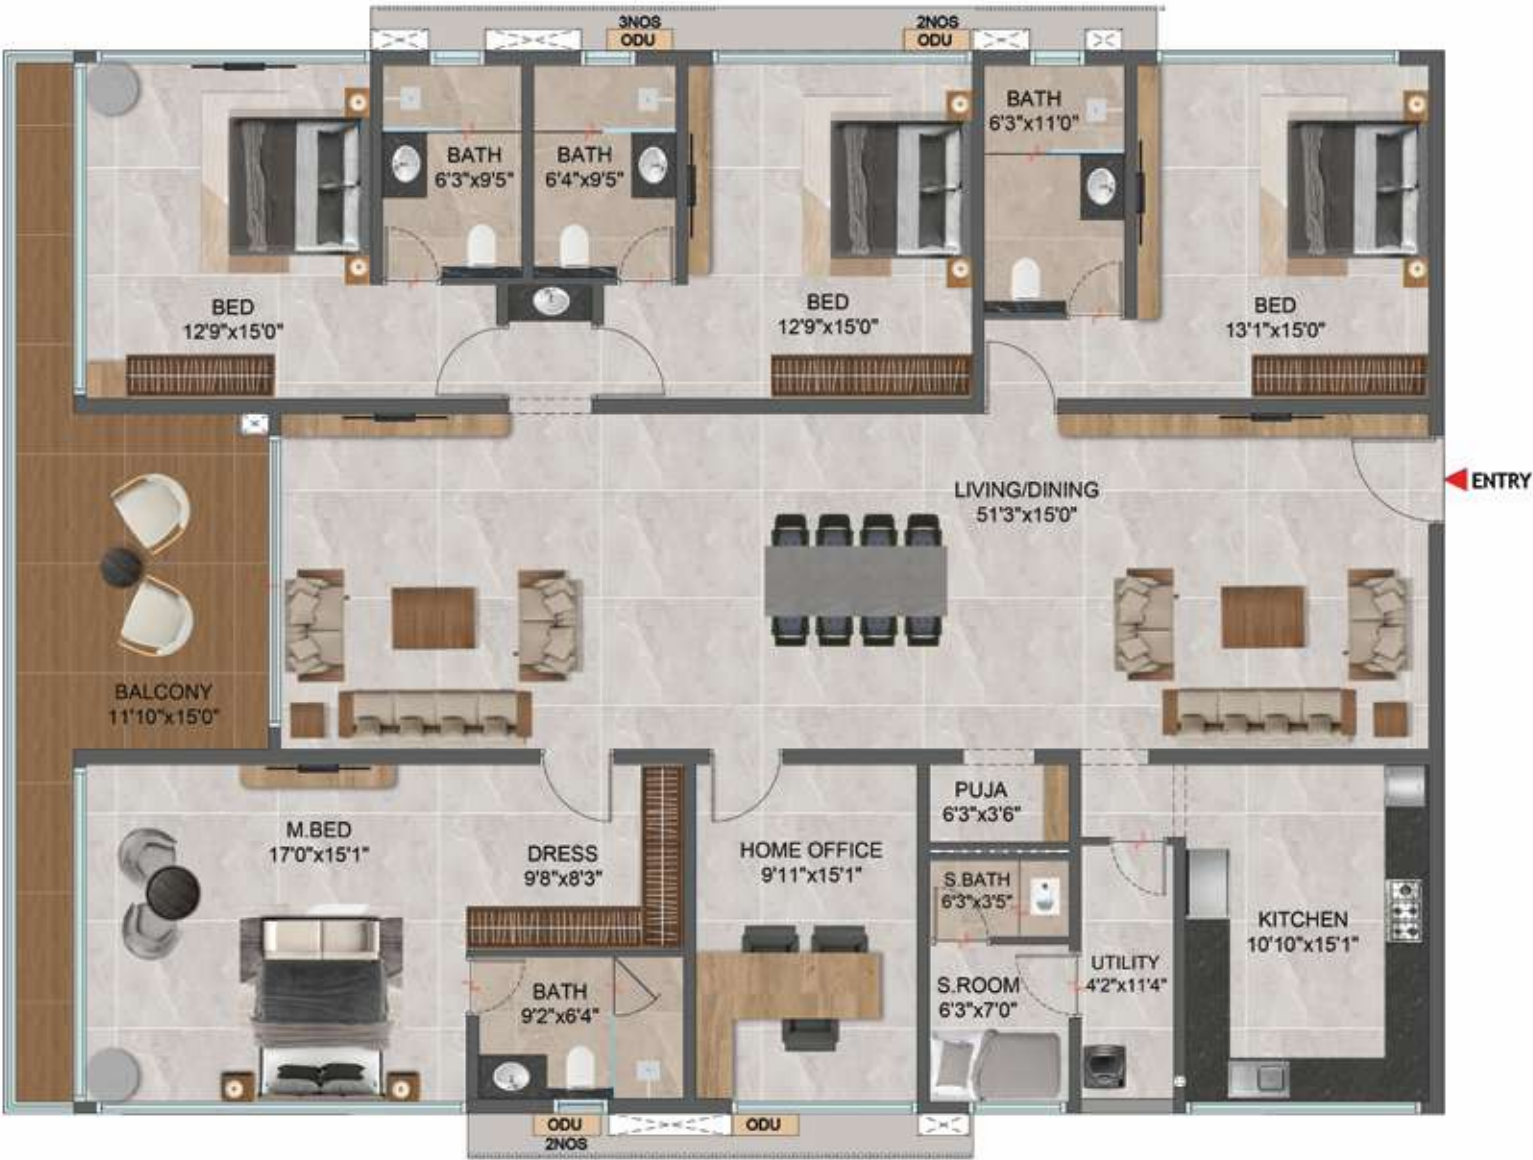 3NOS
ODU
2NOS
ODU
BATH
6'3"x9'5"
BATH
6'4"x9'5"
BATH
6'3"x11'0"
BED
12'9"x15'0"
BED
12'9"x15'0"
BED
13'1"x15'0"
LIVING/DINING
51'3"x15'0"
ENTRY
BALCONY
11'10"x15'0"
M.BED
17'0"x15'1"
DRESS
9'8"x8'3"
HOME OFFICE
9'11"x15'1"
PUJA
6'3"x3'6"
S.BATH
6'3"x3'5"
KITCHEN
10'10"x15'1"
BATH
9'2"x6'4"
S.ROOM
6'3"x7'0"
UTILITY
4'2"x11'4"
ODU
2NOS
ODU